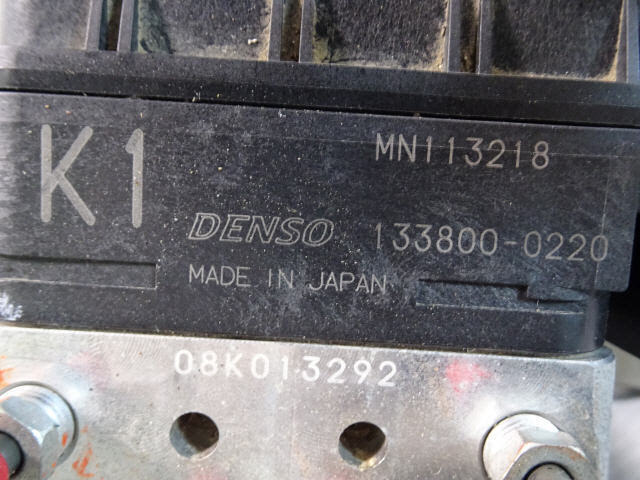 K1
MN113218
DENSO 133800-0220
MADE IN JAPAN
08K013292